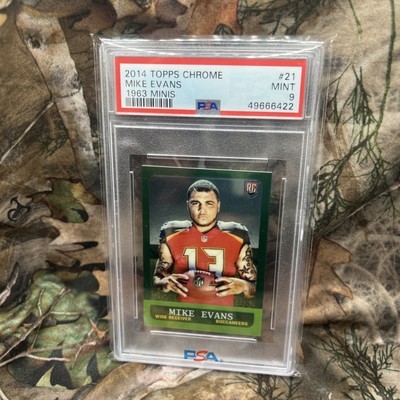 2014 TOPPS CHROME #21
MIKE EVANS MINT
1963 MINIS 9
PSA 49666422
RC
13
MIKE EVANS
WIDE RECEIVER BUCCANEERS
PSA